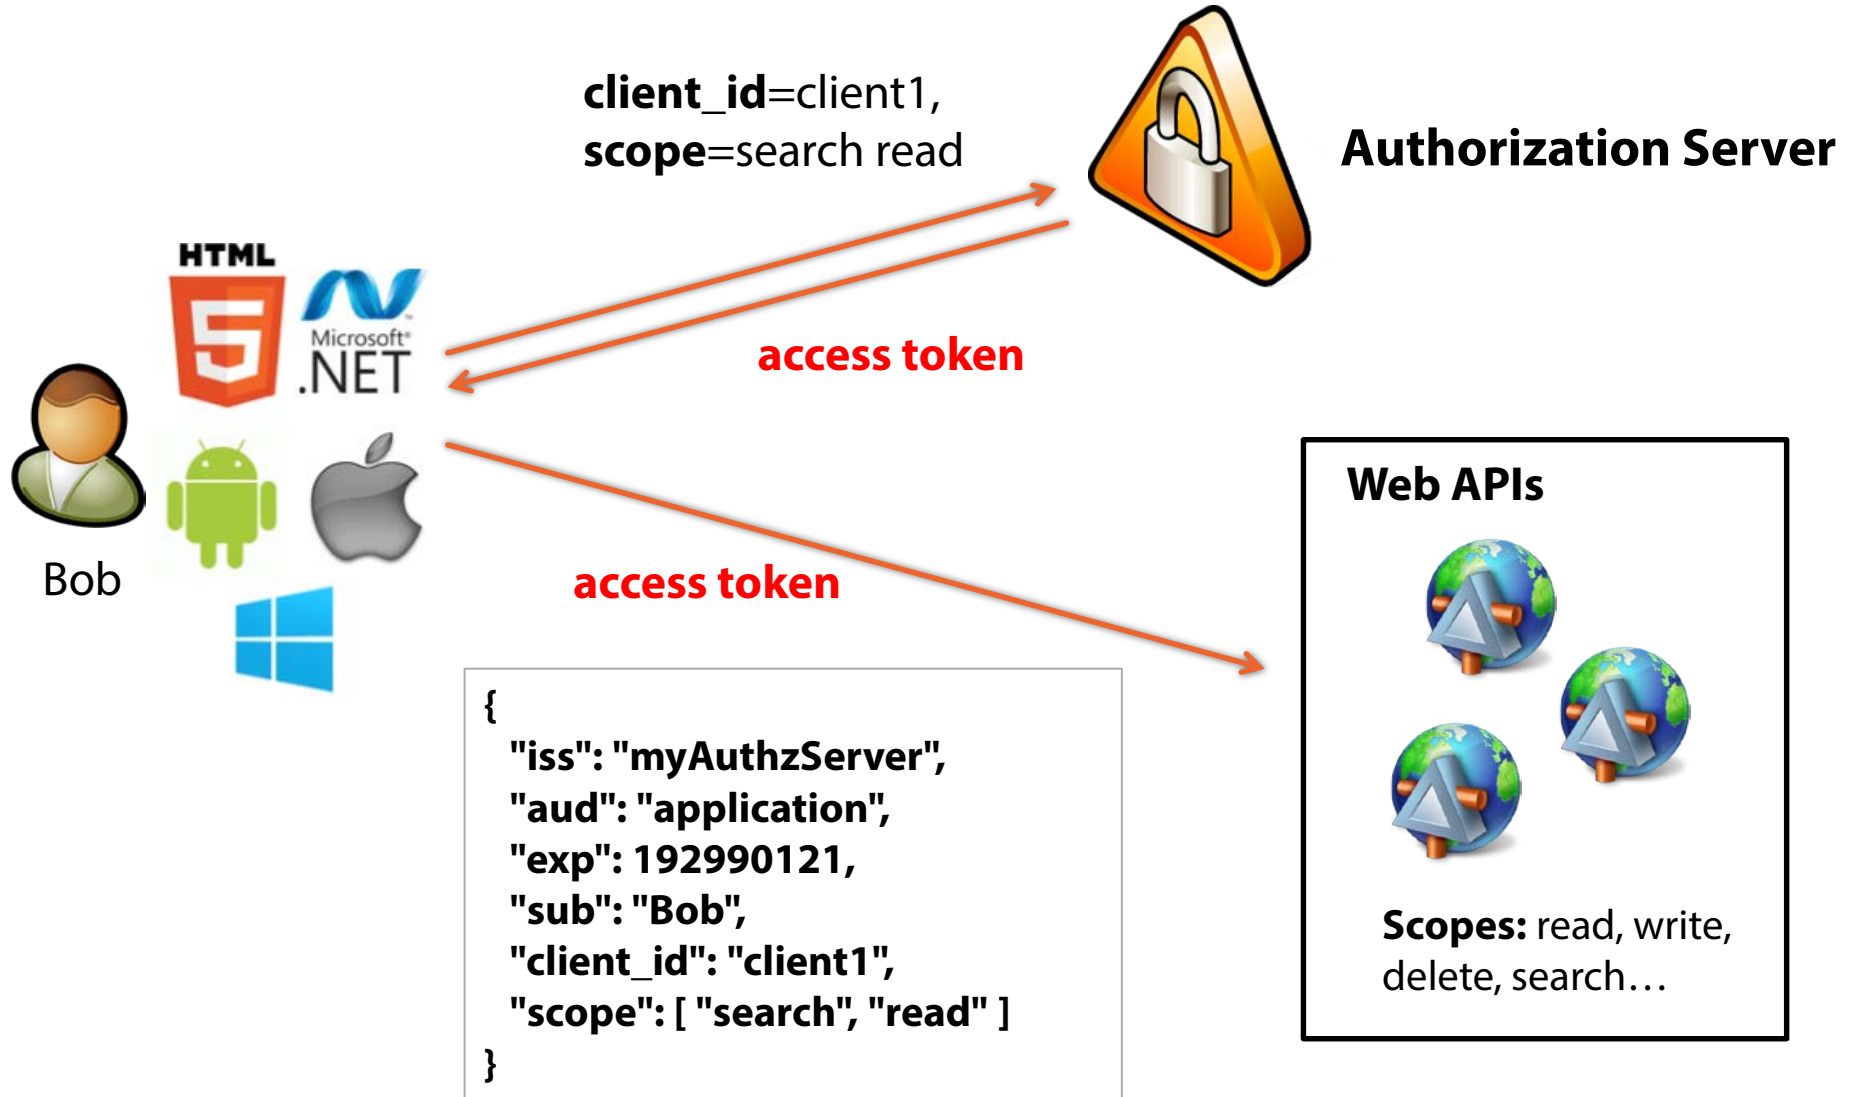 client_id=client1,
scope=search read
Authorization Server
HTML
Microsoft®
.NET
access token
Bob
access token
Web APIs
{
"iss": "myAuthzServer",
"aud": "application",
"exp": 192990121,
"sub": "Bob",
"client_id": "client1",
"scope": [ "search", "read" ]
}
Scopes: read, write,
delete, search…